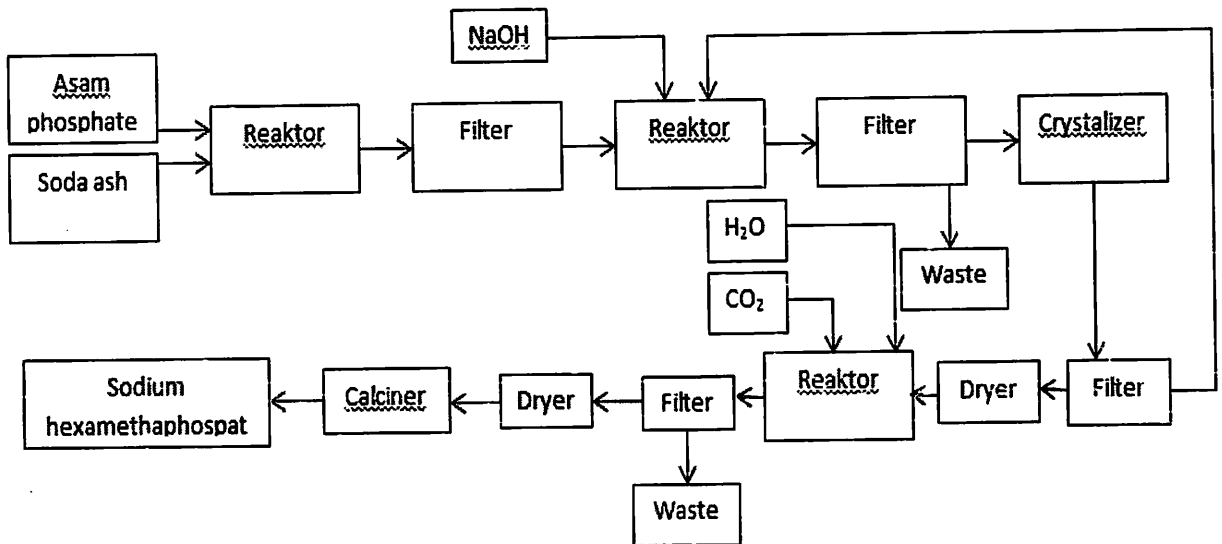 NaOH
Asam
phosphate
Soda ash
Reaktor
Filter
Reaktor
Filter
Crystalizer
H₂O
CO₂
Waste
Sodium
hexamethaphospat
Calciner
Dryer
Filter
Reaktor
Dryer
Filter
Waste